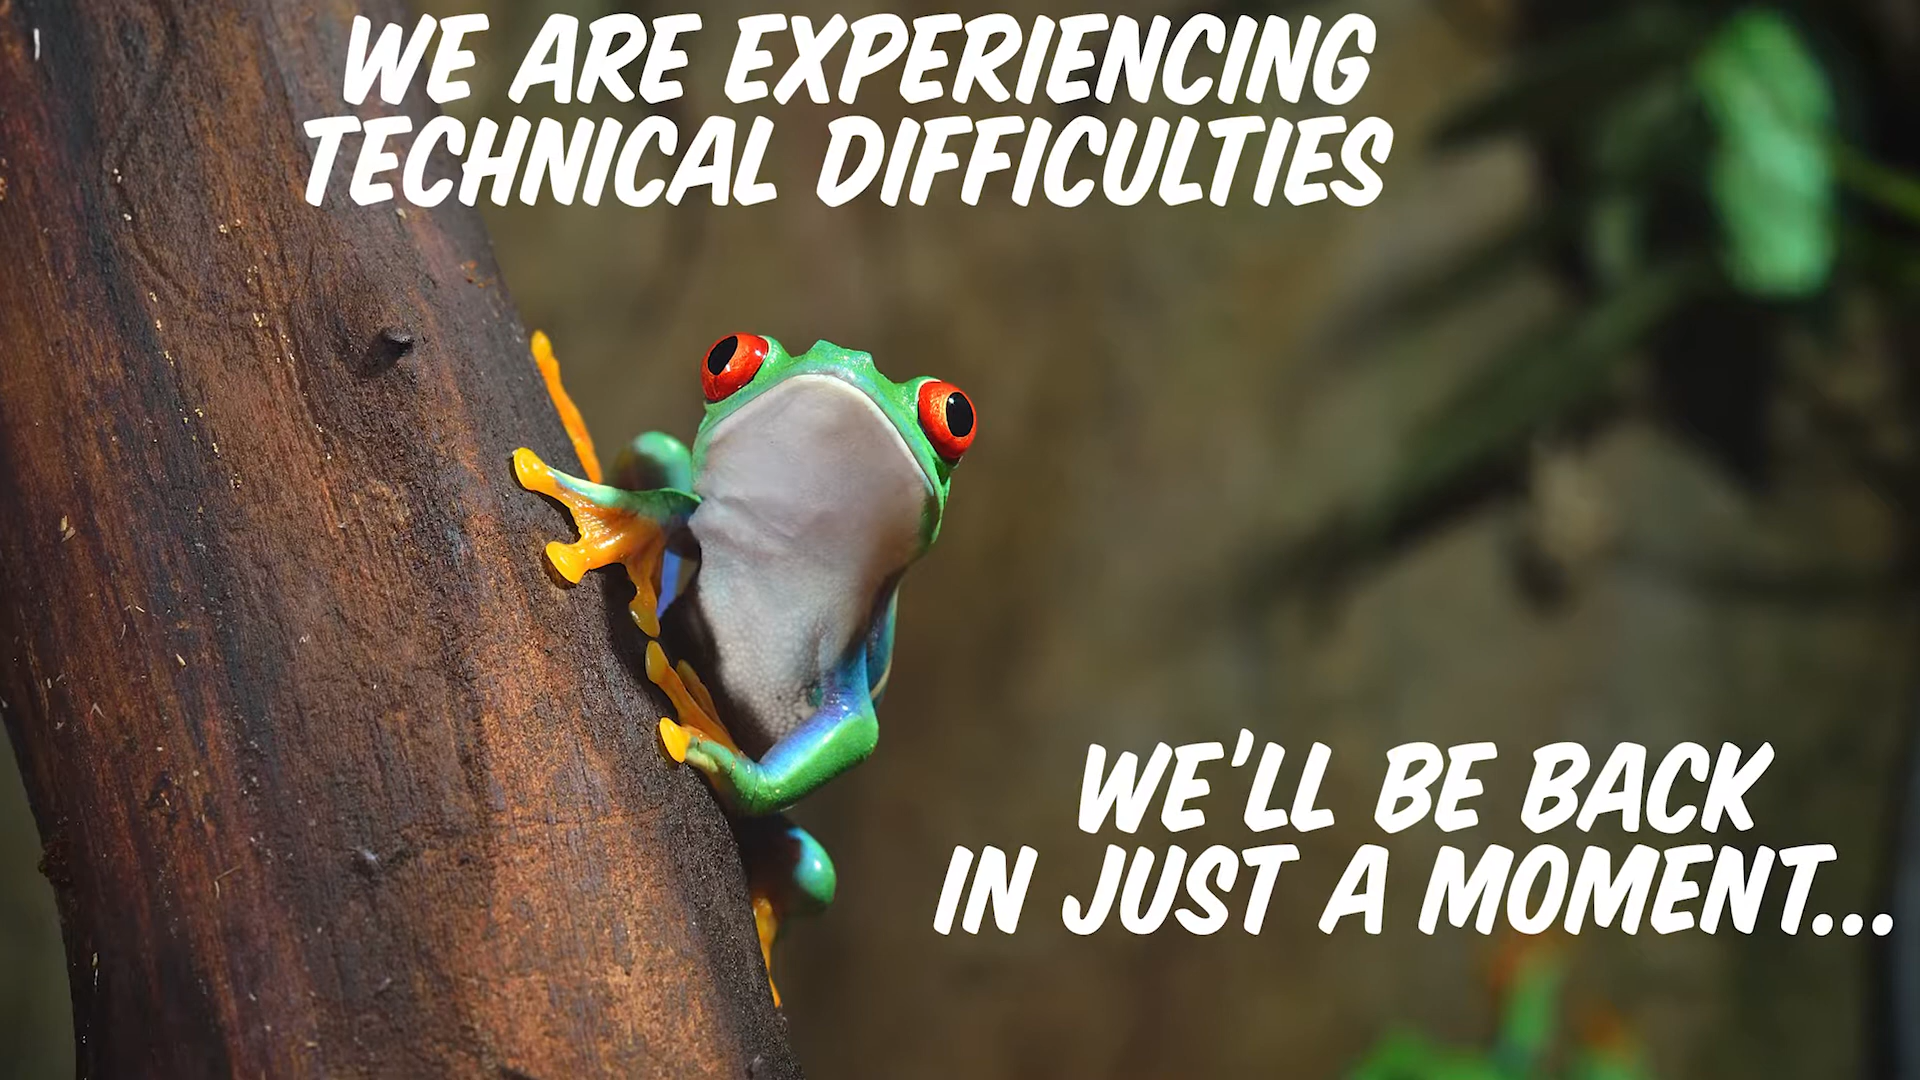 WE ARE EXPERIENCING
TECHNICAL DIFFICULTIES
WE'LL BE BACK
IN JUST A MOMENT...